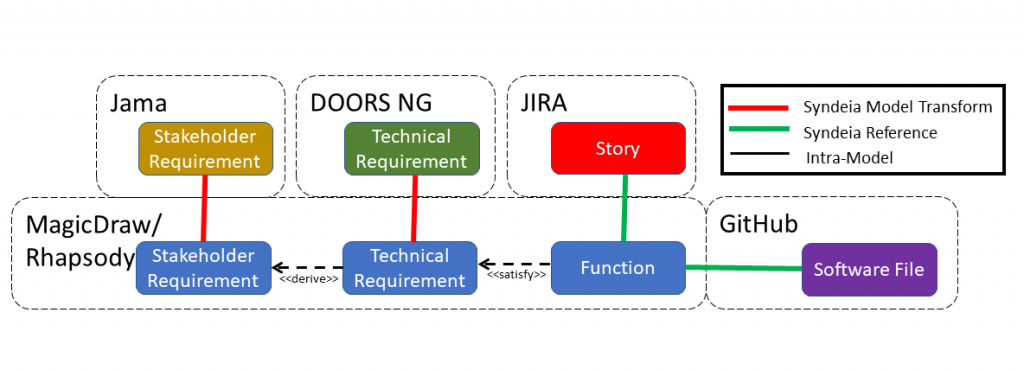 Jama
Stakeholder
Requirement
DOORS NG
Technical
Requirement
JIRA
Story
Syndeia Model Transform
Syndeia Reference
Intra-Model
MagicDraw/
Rhapsody
Stakeholder
Requirement
<<derive>>
Technical
Requirement
<<satisfy>>
Function
GitHub
Software File